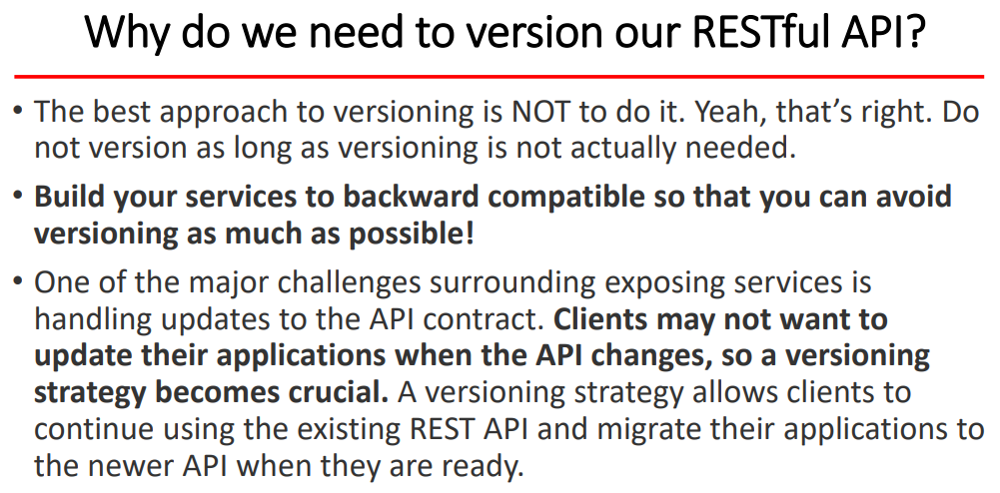 Why do we need to version our RESTful API?
• The best approach to versioning is NOT to do it. Yeah, that’s right. Do
not version as long as versioning is not actually needed.
• Build your services to backward compatible so that you can avoid
versioning as much as possible!
• One of the major challenges surrounding exposing services is
handling updates to the API contract. Clients may not want to
update their applications when the API changes, so a versioning
strategy becomes crucial. A versioning strategy allows clients to
continue using the existing REST API and migrate their applications to
the newer API when they are ready.